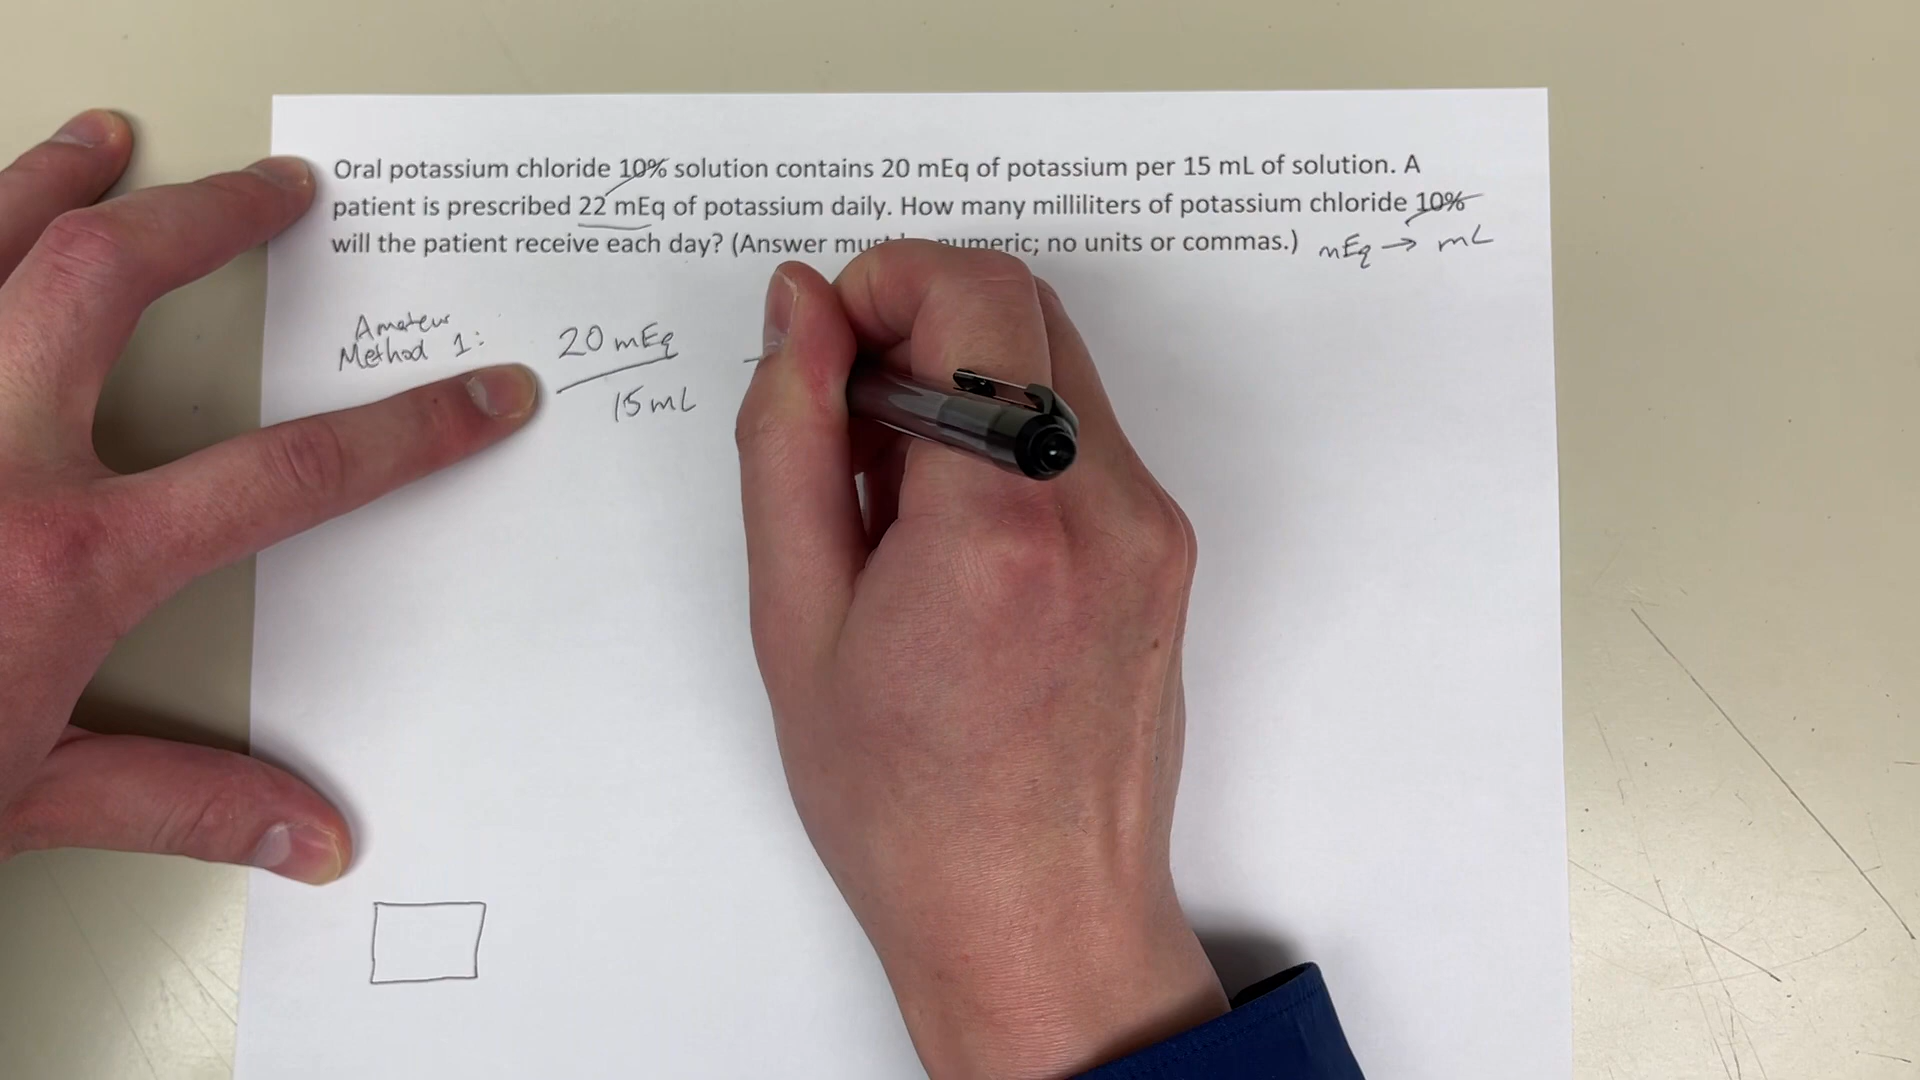 Oral potassium chloride 10% solution contains 20 mEq of potassium per 15 mL of solution. A
patient is prescribed 22 mEq of potassium daily. How many milliliters of potassium chloride 10%
will the patient receive each day? (Answer numeric; no units or commas.) mEq → mL
Amateur
Method 1:
20 mEq
15 mL